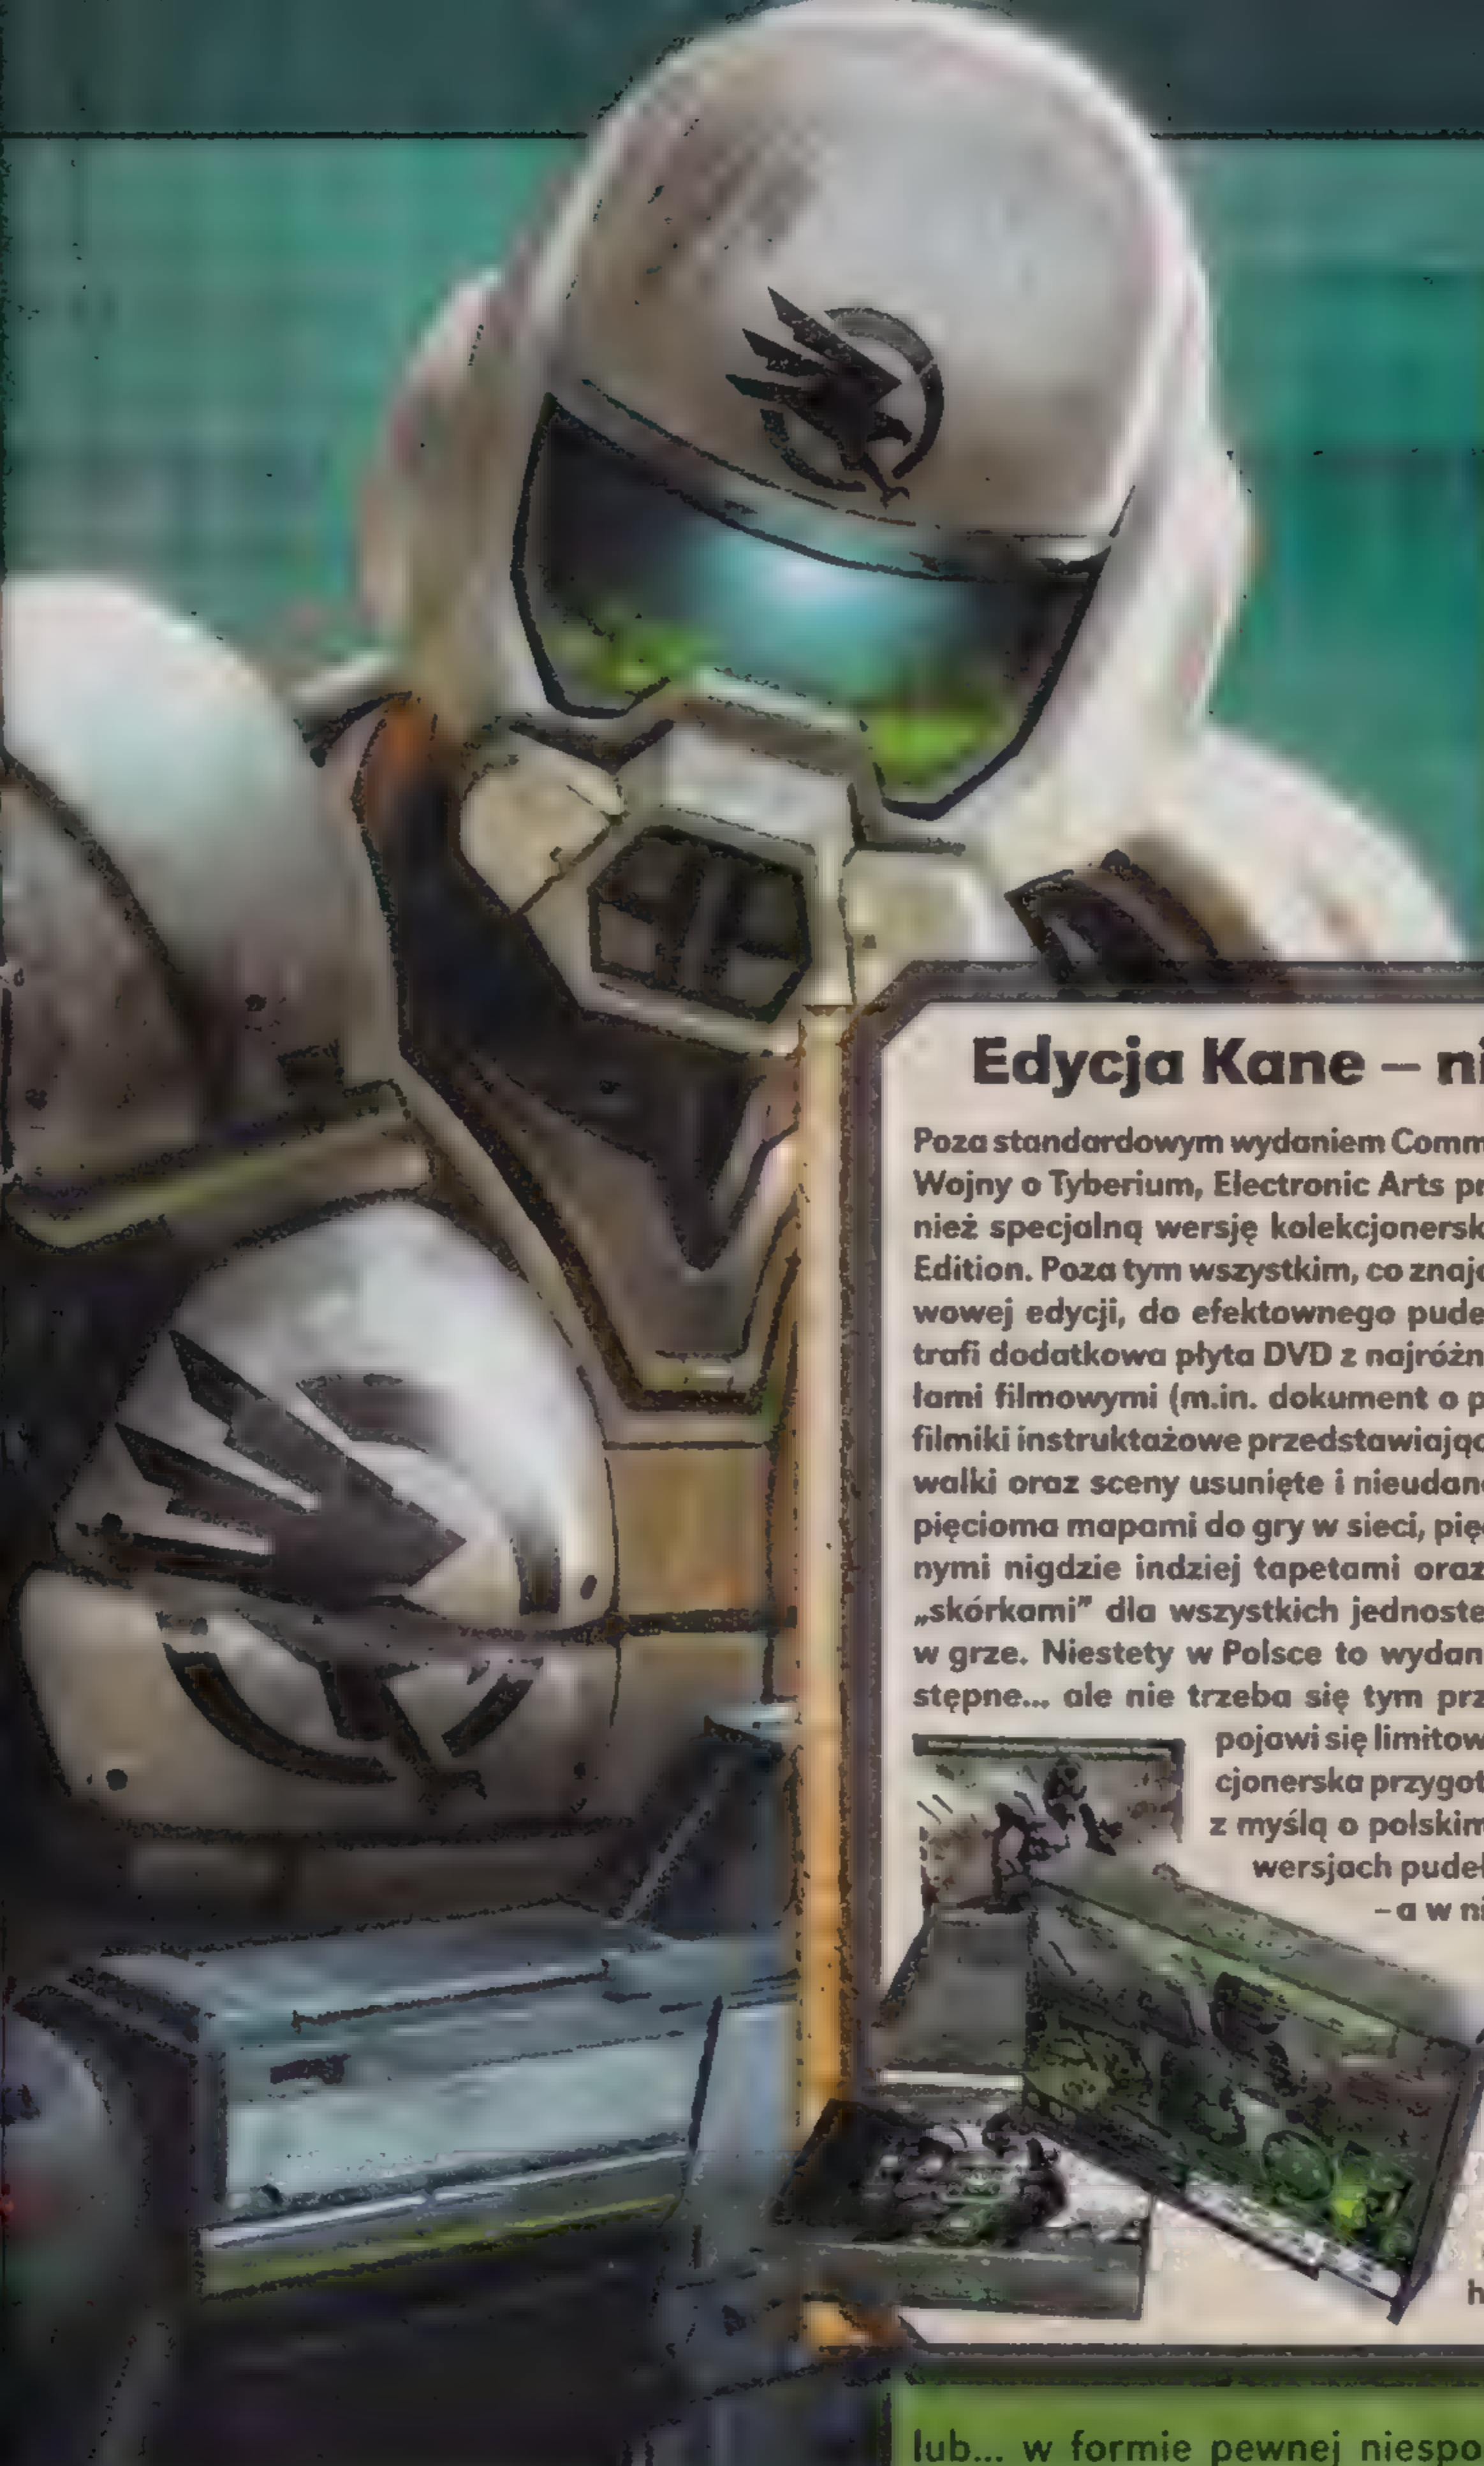 Edycja Kane – ni
Poza standardowym wydaniem Comm
Wojny o Tyberium, Electronic Arts pr
nież specjalną wersję kolekcjonersk
Edition. Poza tym wszystkim, co znajd
wowej edycji, do efektownego pude
trafi dodatkowa płyta DVD z najróżn
łami filmowymi (m.in. dokument o p
filmiki instruktażowe przedstawiając
walki oraz sceny usunięte i nieudan
pięcioma mapami do gry w sieci, pię
nymi nigdzie indziej tapetami oraz
„skórkami” dla wszystkich jednoste
w grze. Niestety w Polsce to wydan
stępne... ale nie trzeba się tym prz
pojawi się limitow
cjonerska przygot
z myślą o polskim
wersjach pudeł
– a w ni
h
lub... w formie pewnej niespo